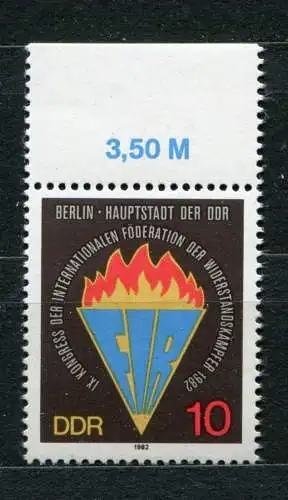 3,50 M
BERLIN · HAUPTSTADT DER DDR
IX. KONGRESS DER INTERNATIONALEN FÖDERATION DER WIDERSTANDSKÄMPFER 1982
FIR
DDR
10
1982